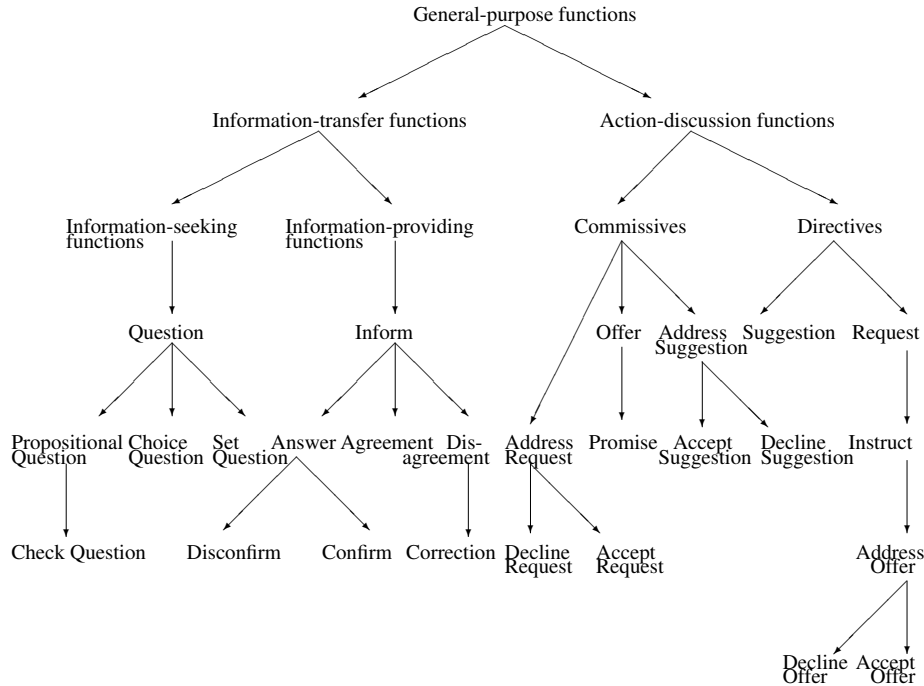 General-purpose functions
Information-transfer functions
Action-discussion functions
Information-seeking
functions
Information-providing
functions
Commissives
Directives
Question
Inform
Offer
Address
Suggestion
Suggestion
Request
Propositional
Question
Choice
Question
Set
Question
Answer
Agreement
Dis-
agreement
Address
Request
Promise
Accept
Suggestion
Decline
Suggestion
Instruct
Check Question
Disconfirm
Confirm
Correction
Decline
Request
Accept
Request
Address
Offer
Decline
Offer
Accept
Offer